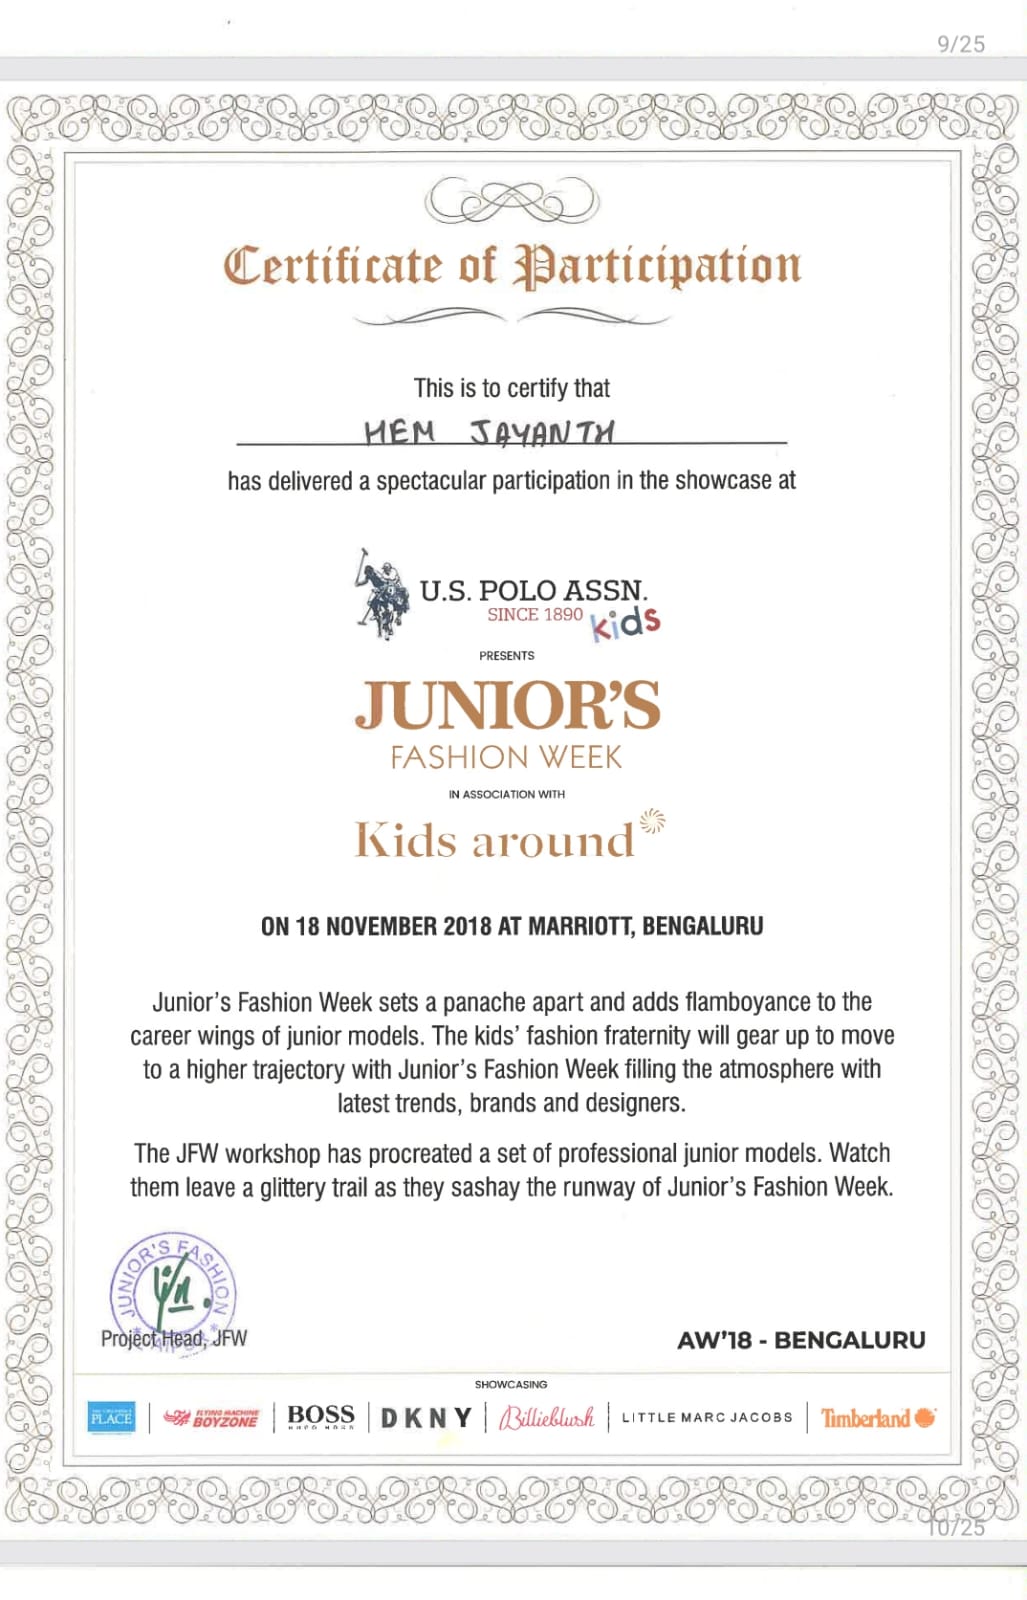 9/25
Certificate of Participation
This is to certify that
HEM JAYANTH
has delivered a spectacular participation in the showcase at
U.S. POLO ASSN.
SINCE 1890 kids
PRESENTS
JUNIOR'S
FASHION WEEK
IN ASSOCIATION WITH
Kids around
ON 18 NOVEMBER 2018 AT MARRIOTT, BENGALURU
Junior's Fashion Week sets a panache apart and adds flamboyance to the
career wings of junior models. The kids' fashion fraternity will gear up to move
to a higher trajectory with Junior's Fashion Week filling the atmosphere with
latest trends, brands and designers.
The JFW workshop has procreated a set of professional junior models. Watch
them leave a glittery trail as they sashay the runway of Junior's Fashion Week.
JUNIOR'S FASHION
Project Head, JFW
AW'18 - BENGALURU
SHOWCASING
THE CHILDREN'S
PLACE
FLYING MACHINE
BOYZONE
BOSS
HUGO BOSS
DKNY
Billieblush
LITTLE MARC JACOBS
Timberland
10/25